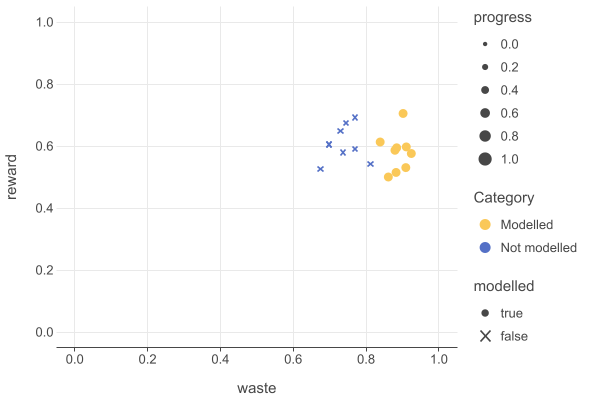 reward
1.0
0.8
0.6
0.4
0.2
0.0
0.0 0.2 0.4 0.6 0.8 1.0
waste
progress
0.0
0.2
0.4
0.6
0.8
1.0
Category
Modelled
Not modelled
modelled
true
false